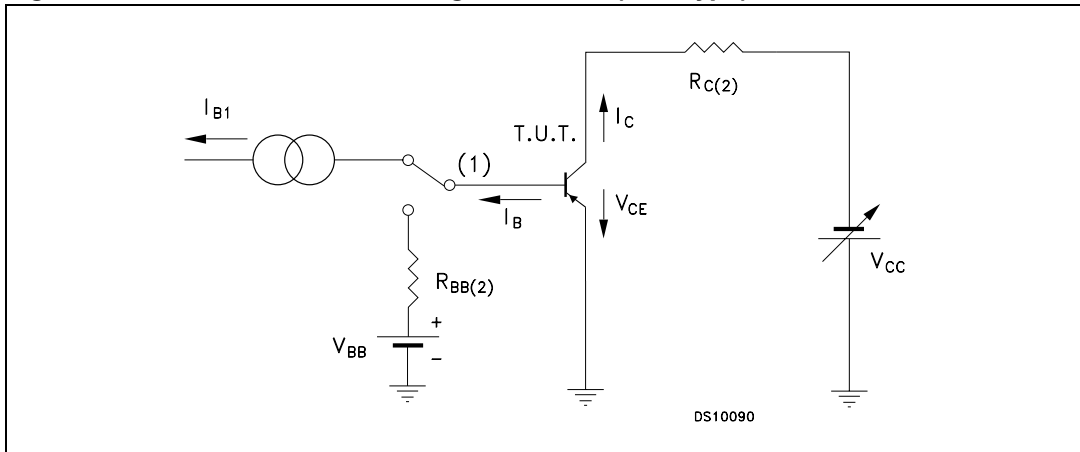 R_C(2)
I_B1
I_C
T.U.T.
(1)
V_CE
I_B
V_CC
R_BB(2)
+
V_BB
-
DS10090